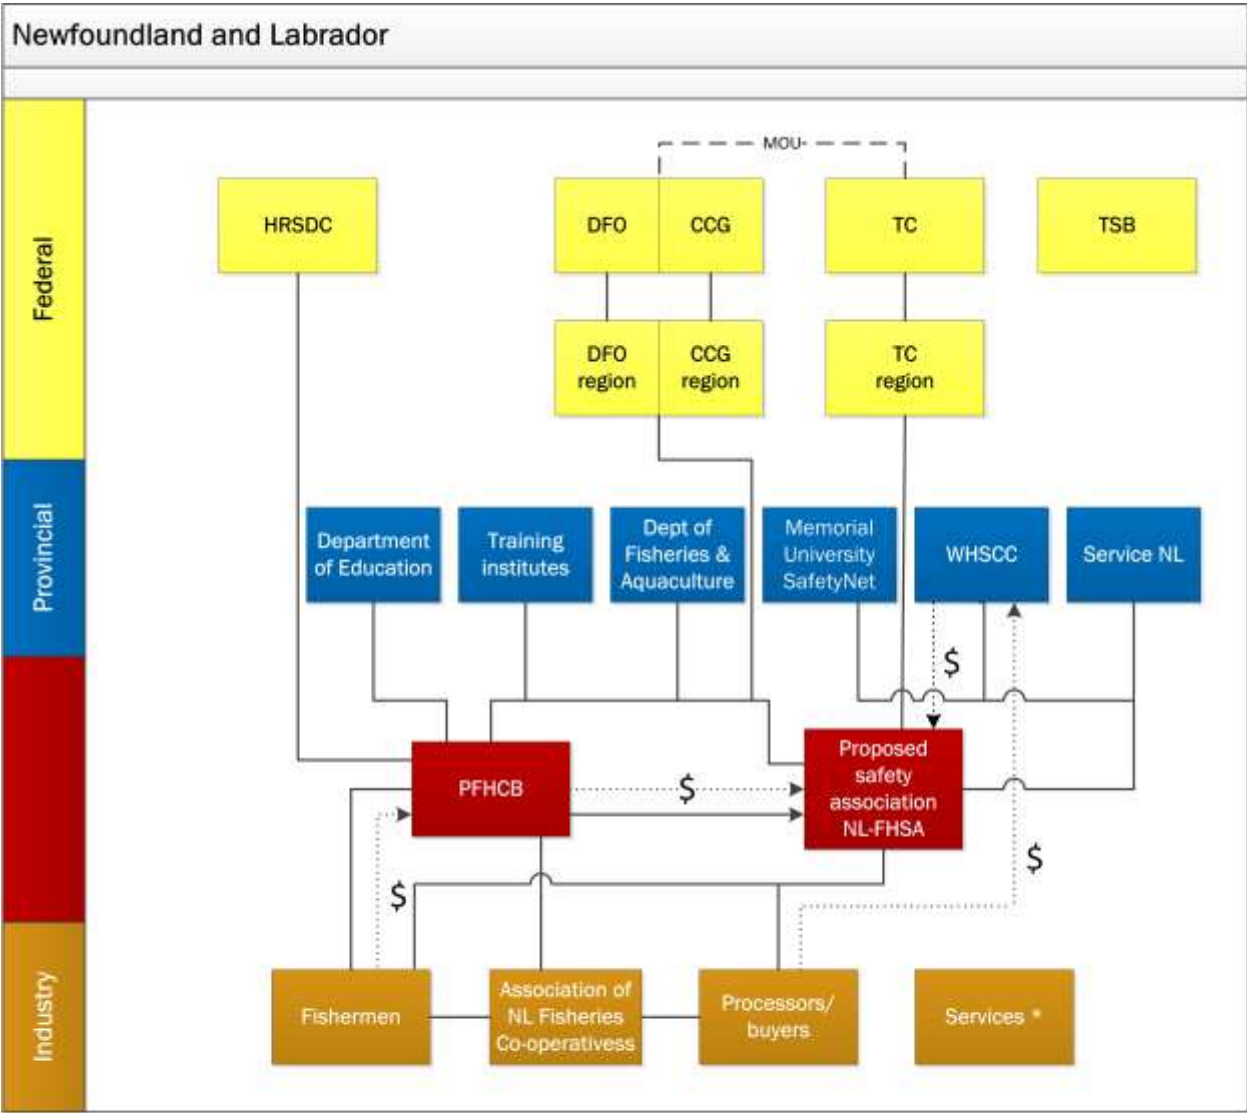 Newfoundland and Labrador
MOU
HRSDC
DFO
CCG
TC
TSB
Federal
DFO
region
CCG
region
TC
region
Provincial
Department
of Education
Training
institutes
Dept of
Fisheries &
Aquaculture
Memorial
University
SafetyNet
WHSCC
Service NL
$
PFHCB
$
Proposed
safety
association
NL-FHSA
$
$
Industry
Fishermen
Association of
NL Fisheries
Co-operativess
Processors/
buyers
Services *